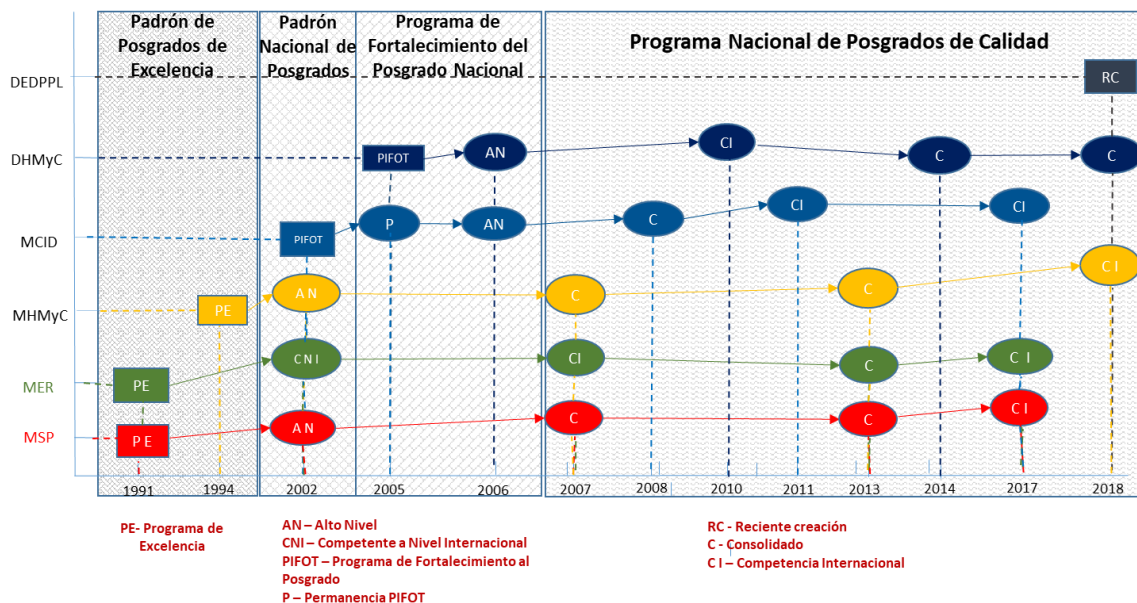 Padrón de
Posgrados de
Excelencia
Padrón
Nacional de
Posgrados
Programa de
Fortalecimiento del
Posgrado Nacional
Programa Nacional de Posgrados de Calidad
DEDPPL
RC
DHMyC
PIFOT
AN
CI
C
C
MCID
PIFOT
P
AN
C
CI
CI
MHMyC
PE
A N
C
C
C I
MER
PE
C N I
CI
C
C I
MSP
P E
A N
C
C
C I
1991
1994
2002
2005
2006
2007
2008
2010
2011
2013
2014
2017
2018
PE- Programa de
Excelencia
AN – Alto Nivel
CNI – Competente a Nivel Internacional
PIFOT – Programa de Fortalecimiento al
Posgrado
P – Permanencia PIFOT
RC - Reciente creación
C - Consolidado
C I – Competencia Internacional